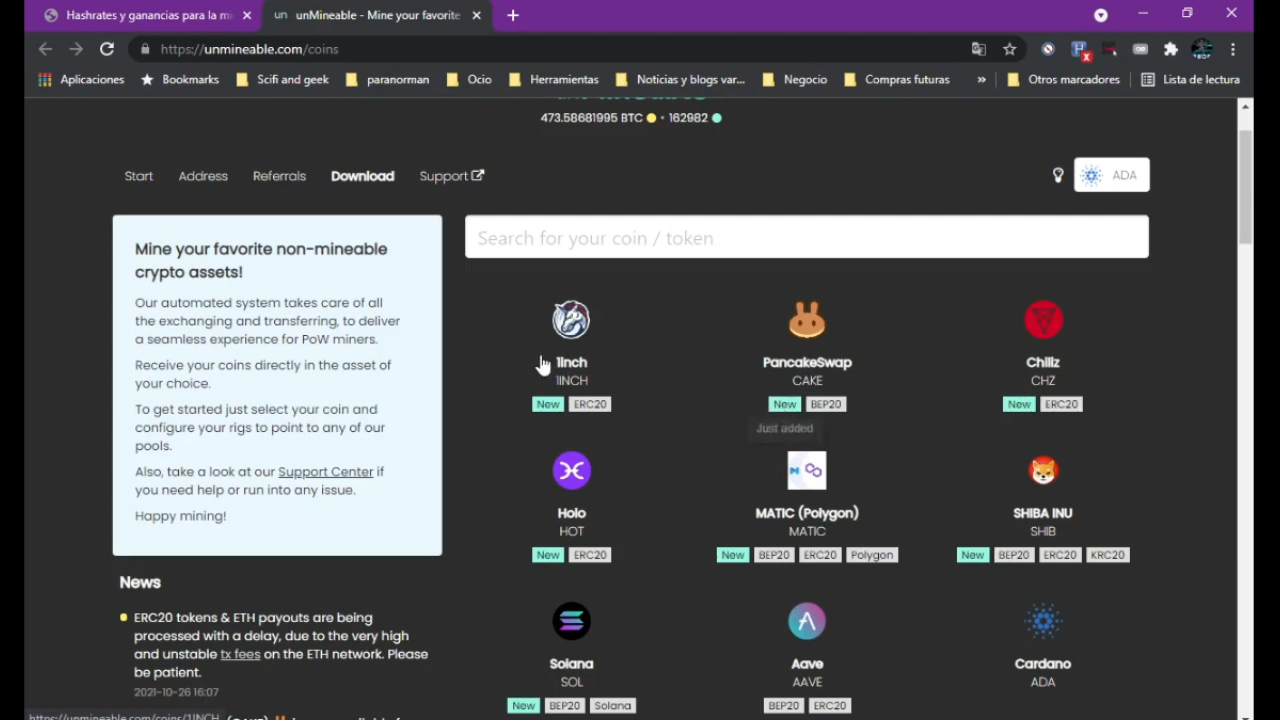 Hashrates y ganancias para la mi
unMineable - Mine your favorite
https://unmineable.com/coins
Aplicaciones
Bookmarks
Scifi and geek
paranorman
Ocio
Herramientas
Noticias y blogs var...
Negocio
Compras futuras
»
Otros marcadores
Lista de lectura
473.58681995 BTC • 162982
Start
Address
Referrals
Download
Support
ADA
Mine your favorite non-mineable
crypto assets!
Our automated system takes care of all
the exchanging and transferring, to deliver
a seamless experience for PoW miners.
Receive your coins directly in the asset of
your choice.
To get started just select your coin and
configure your rigs to point to any of our
pools.
Also, take a look at our Support Center if
you need help or run into any issue.
Happy mining!
News
ERC20 tokens & ETH payouts are being
processed with a delay, due to the very high
and unstable tx fees on the ETH network. Please
be patient.
2021-10-26 16:07
Search for your coin / token
1inch
1INCH
New ERC20
PancakeSwap
CAKE
New BEP20
Just added
Chiliz
CHZ
New ERC20
Holo
HOT
New ERC20
MATIC (Polygon)
MATIC
New BEP20 ERC20 Polygon
SHIBA INU
SHIB
New BEP20 ERC20 KRC20
Solana
SOL
New BEP20 Solana
Aave
AAVE
BEP20 ERC20
Cardano
ADA
https://unmineable.com/coins/1INCH